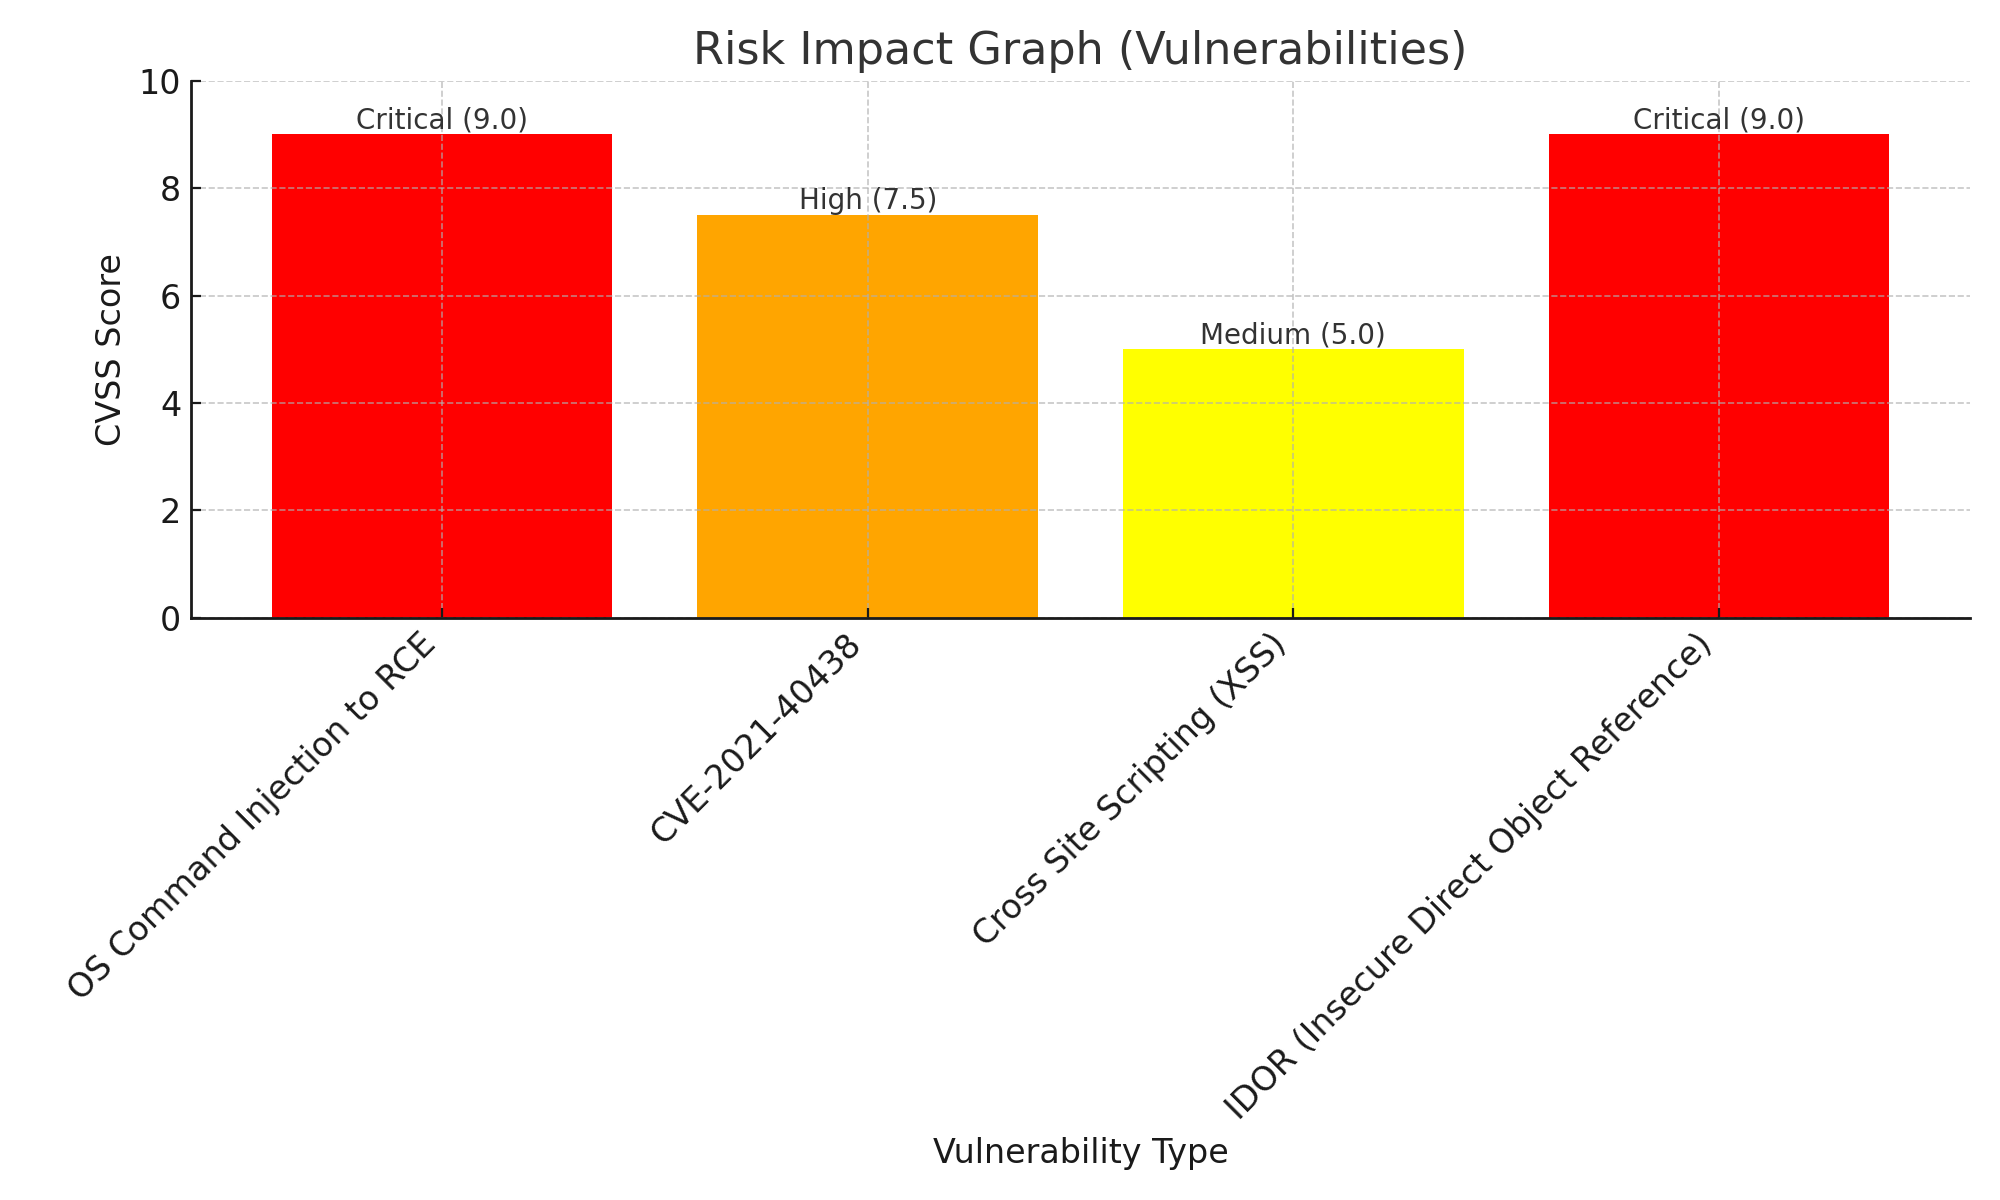 Risk Impact Graph (Vulnerabilities)
10
8
6
4
2
0
CVSS Score
Critical (9.0)
High (7.5)
Medium (5.0)
Critical (9.0)
OS Command Injection to RCE
CVE-2021-40438
Cross Site Scripting (XSS)
IDOR (Insecure Direct Object Reference)
Vulnerability Type